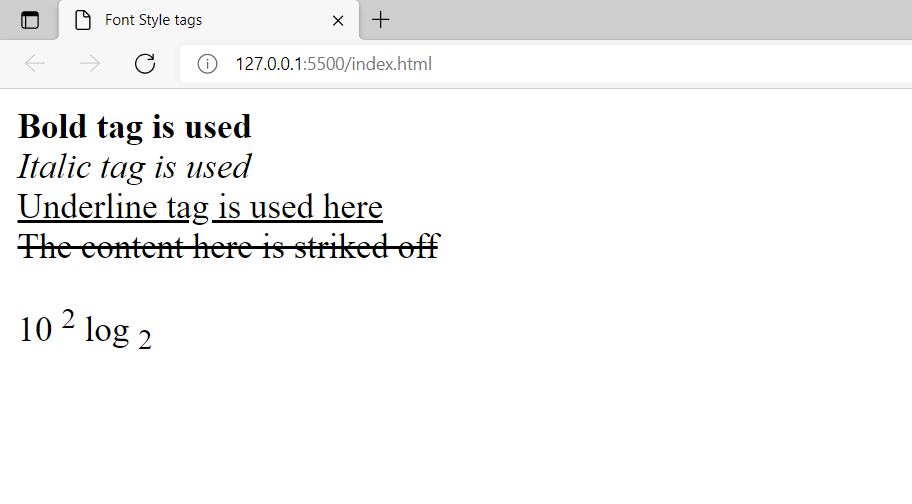 Font Style tags
127.0.0.1:5500/index.html
Bold tag is used
Italic tag is used
Underline tag is used here
The content here is striked off
10 2 log 2